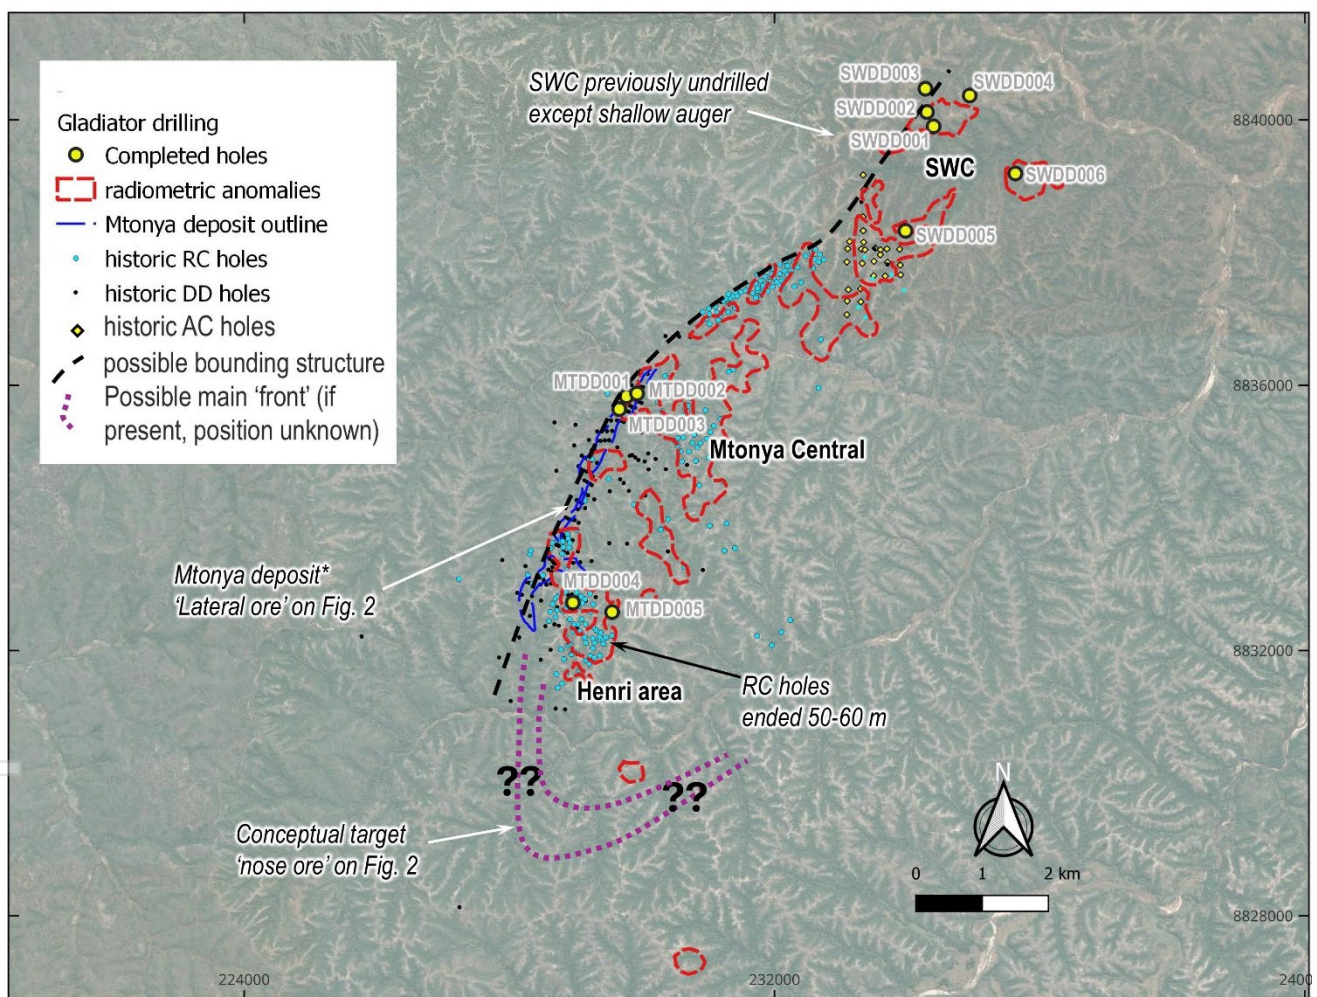 Gladiator drilling
Completed holes
radiometric anomalies
Mtonya deposit outline
historic RC holes
historic DD holes
historic AC holes
possible bounding structure
Possible main ‘front’ (if
present, position unknown)
SWC previously undrilled
except shallow auger
SWDD003
SWDD004
SWDD002
SWDD001
SWC
SWDD006
SWDD005
8840000
MTDD001
MTDD002
MTDD003
8836000
Mtonya Central
Mtonya deposit*
‘Lateral ore’ on Fig. 2
MTDD004
MTDD005
8832000
Henri area
RC holes
ended 50-60 m
??
??
Conceptual target
‘nose ore’ on Fig. 2
N
0 1 2 km
8828000
224000
232000
2400